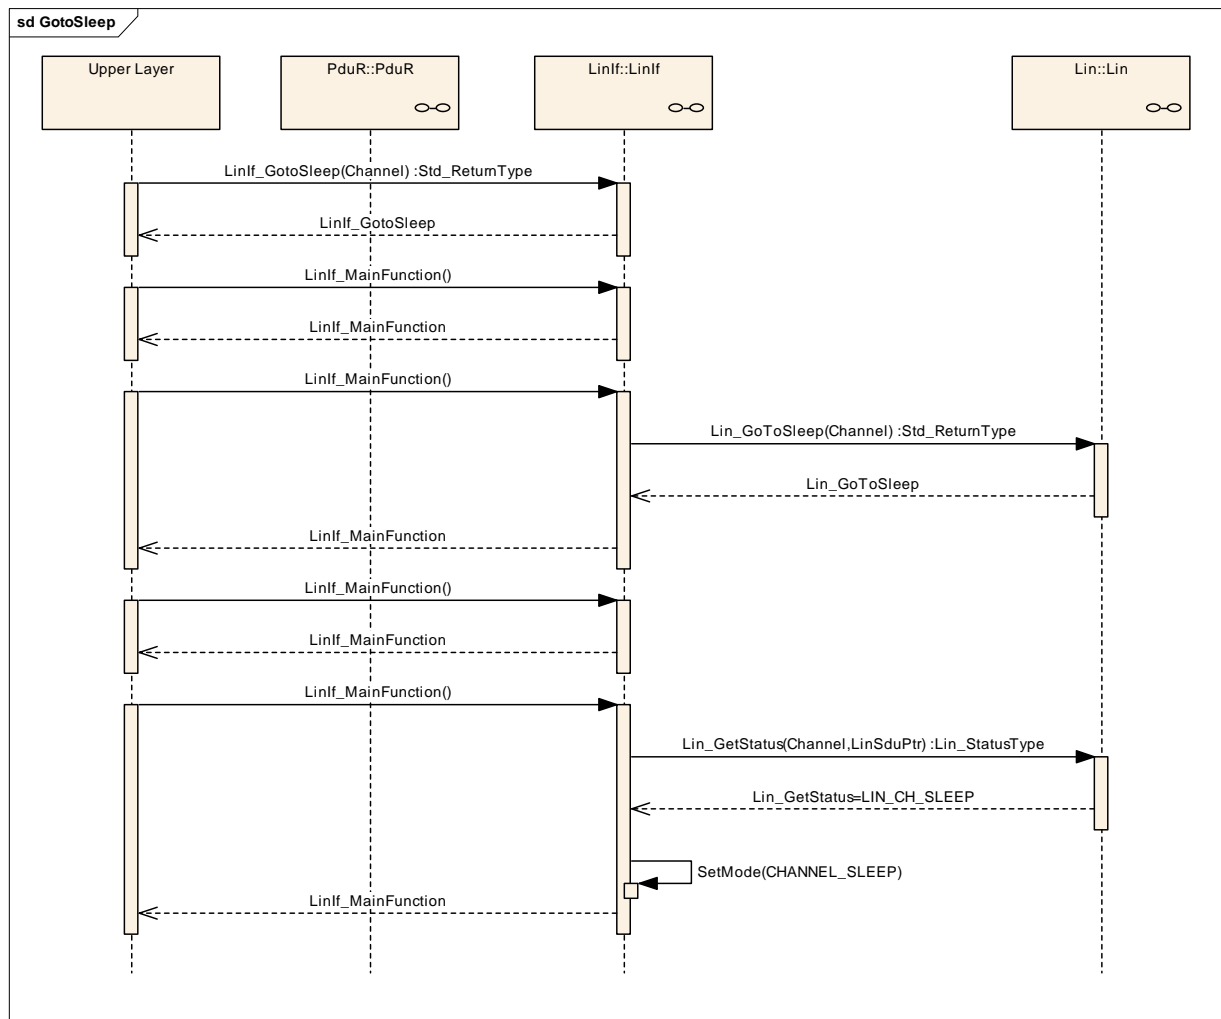 sd GotoSleep
Upper Layer
PduR::PduR
LinIf::LinIf
Lin::Lin
LinIf_GotoSleep(Channel) :Std_ReturnType
LinIf_GotoSleep
LinIf_MainFunction()
LinIf_MainFunction
LinIf_MainFunction()
Lin_GoToSleep(Channel) :Std_ReturnType
Lin_GoToSleep
LinIf_MainFunction
LinIf_MainFunction()
LinIf_MainFunction
LinIf_MainFunction()
Lin_GetStatus(Channel,LinSduPtr) :Lin_StatusType
Lin_GetStatus=LIN_CH_SLEEP
SetMode(CHANNEL_SLEEP)
LinIf_MainFunction